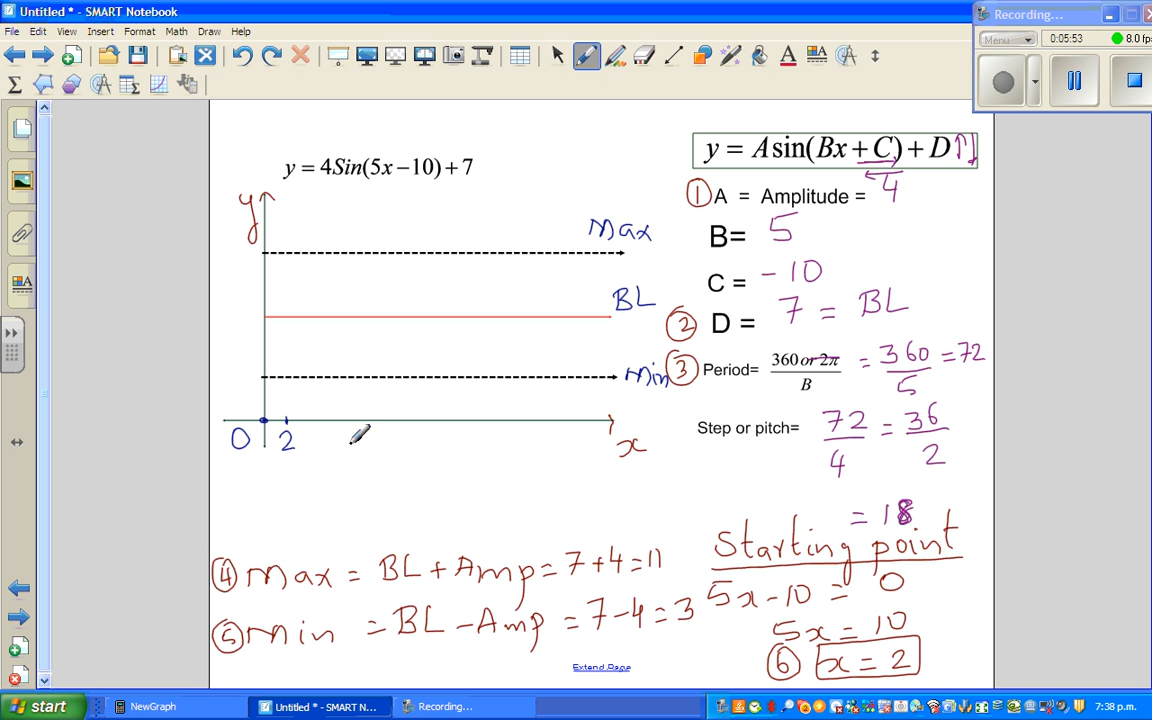 Untitled * - SMART Notebook
Recording...
File Edit View Insert Format Math Draw Help
Menu
0:05:53
8.0 fp
y = 4Sin(5x − 10) + 7
y = Asin(Bx + C) + D ↑↓
① A = Amplitude = 4
B= 5
C = -10
② D = 7 = BL
③ Period= 360 or 2π / B = 360/5 = 72
Step or pitch= 72/4 = 36/2
= 18
y
Max
BL
Min
0 2
x
④ Max = BL + Amp = 7 + 4 = 11
⑤ Min = BL - Amp = 7 - 4 = 3
Starting point
5x - 10 = 0
5x = 10
⑥ x = 2
Extend Page
start
NewGraph
Untitled * - SMART N...
Recording...
7:38 p.m.